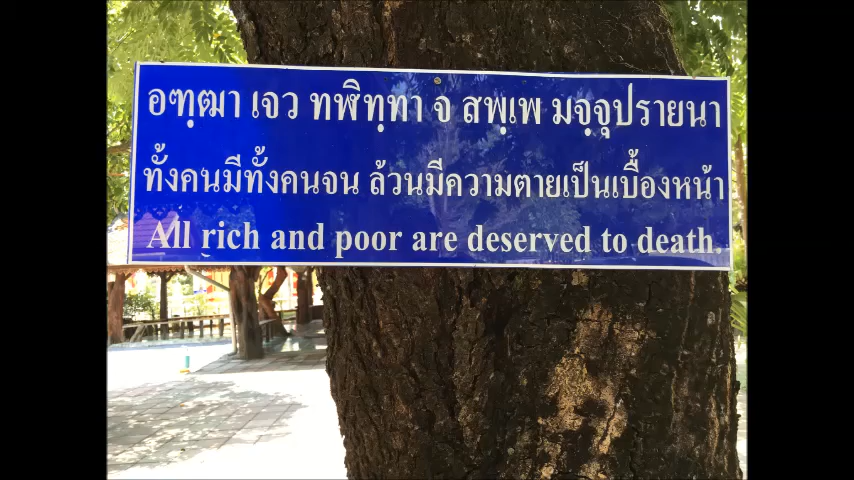 อฑฺฒา เจว ทฬิทฺทา จ สพฺเพ มจฺจุปรายนา
ทั้งคนมีทั้งคนจน ล้วนมีความตายเป็นเบื้องหน้า
All rich and poor are deserved to death.